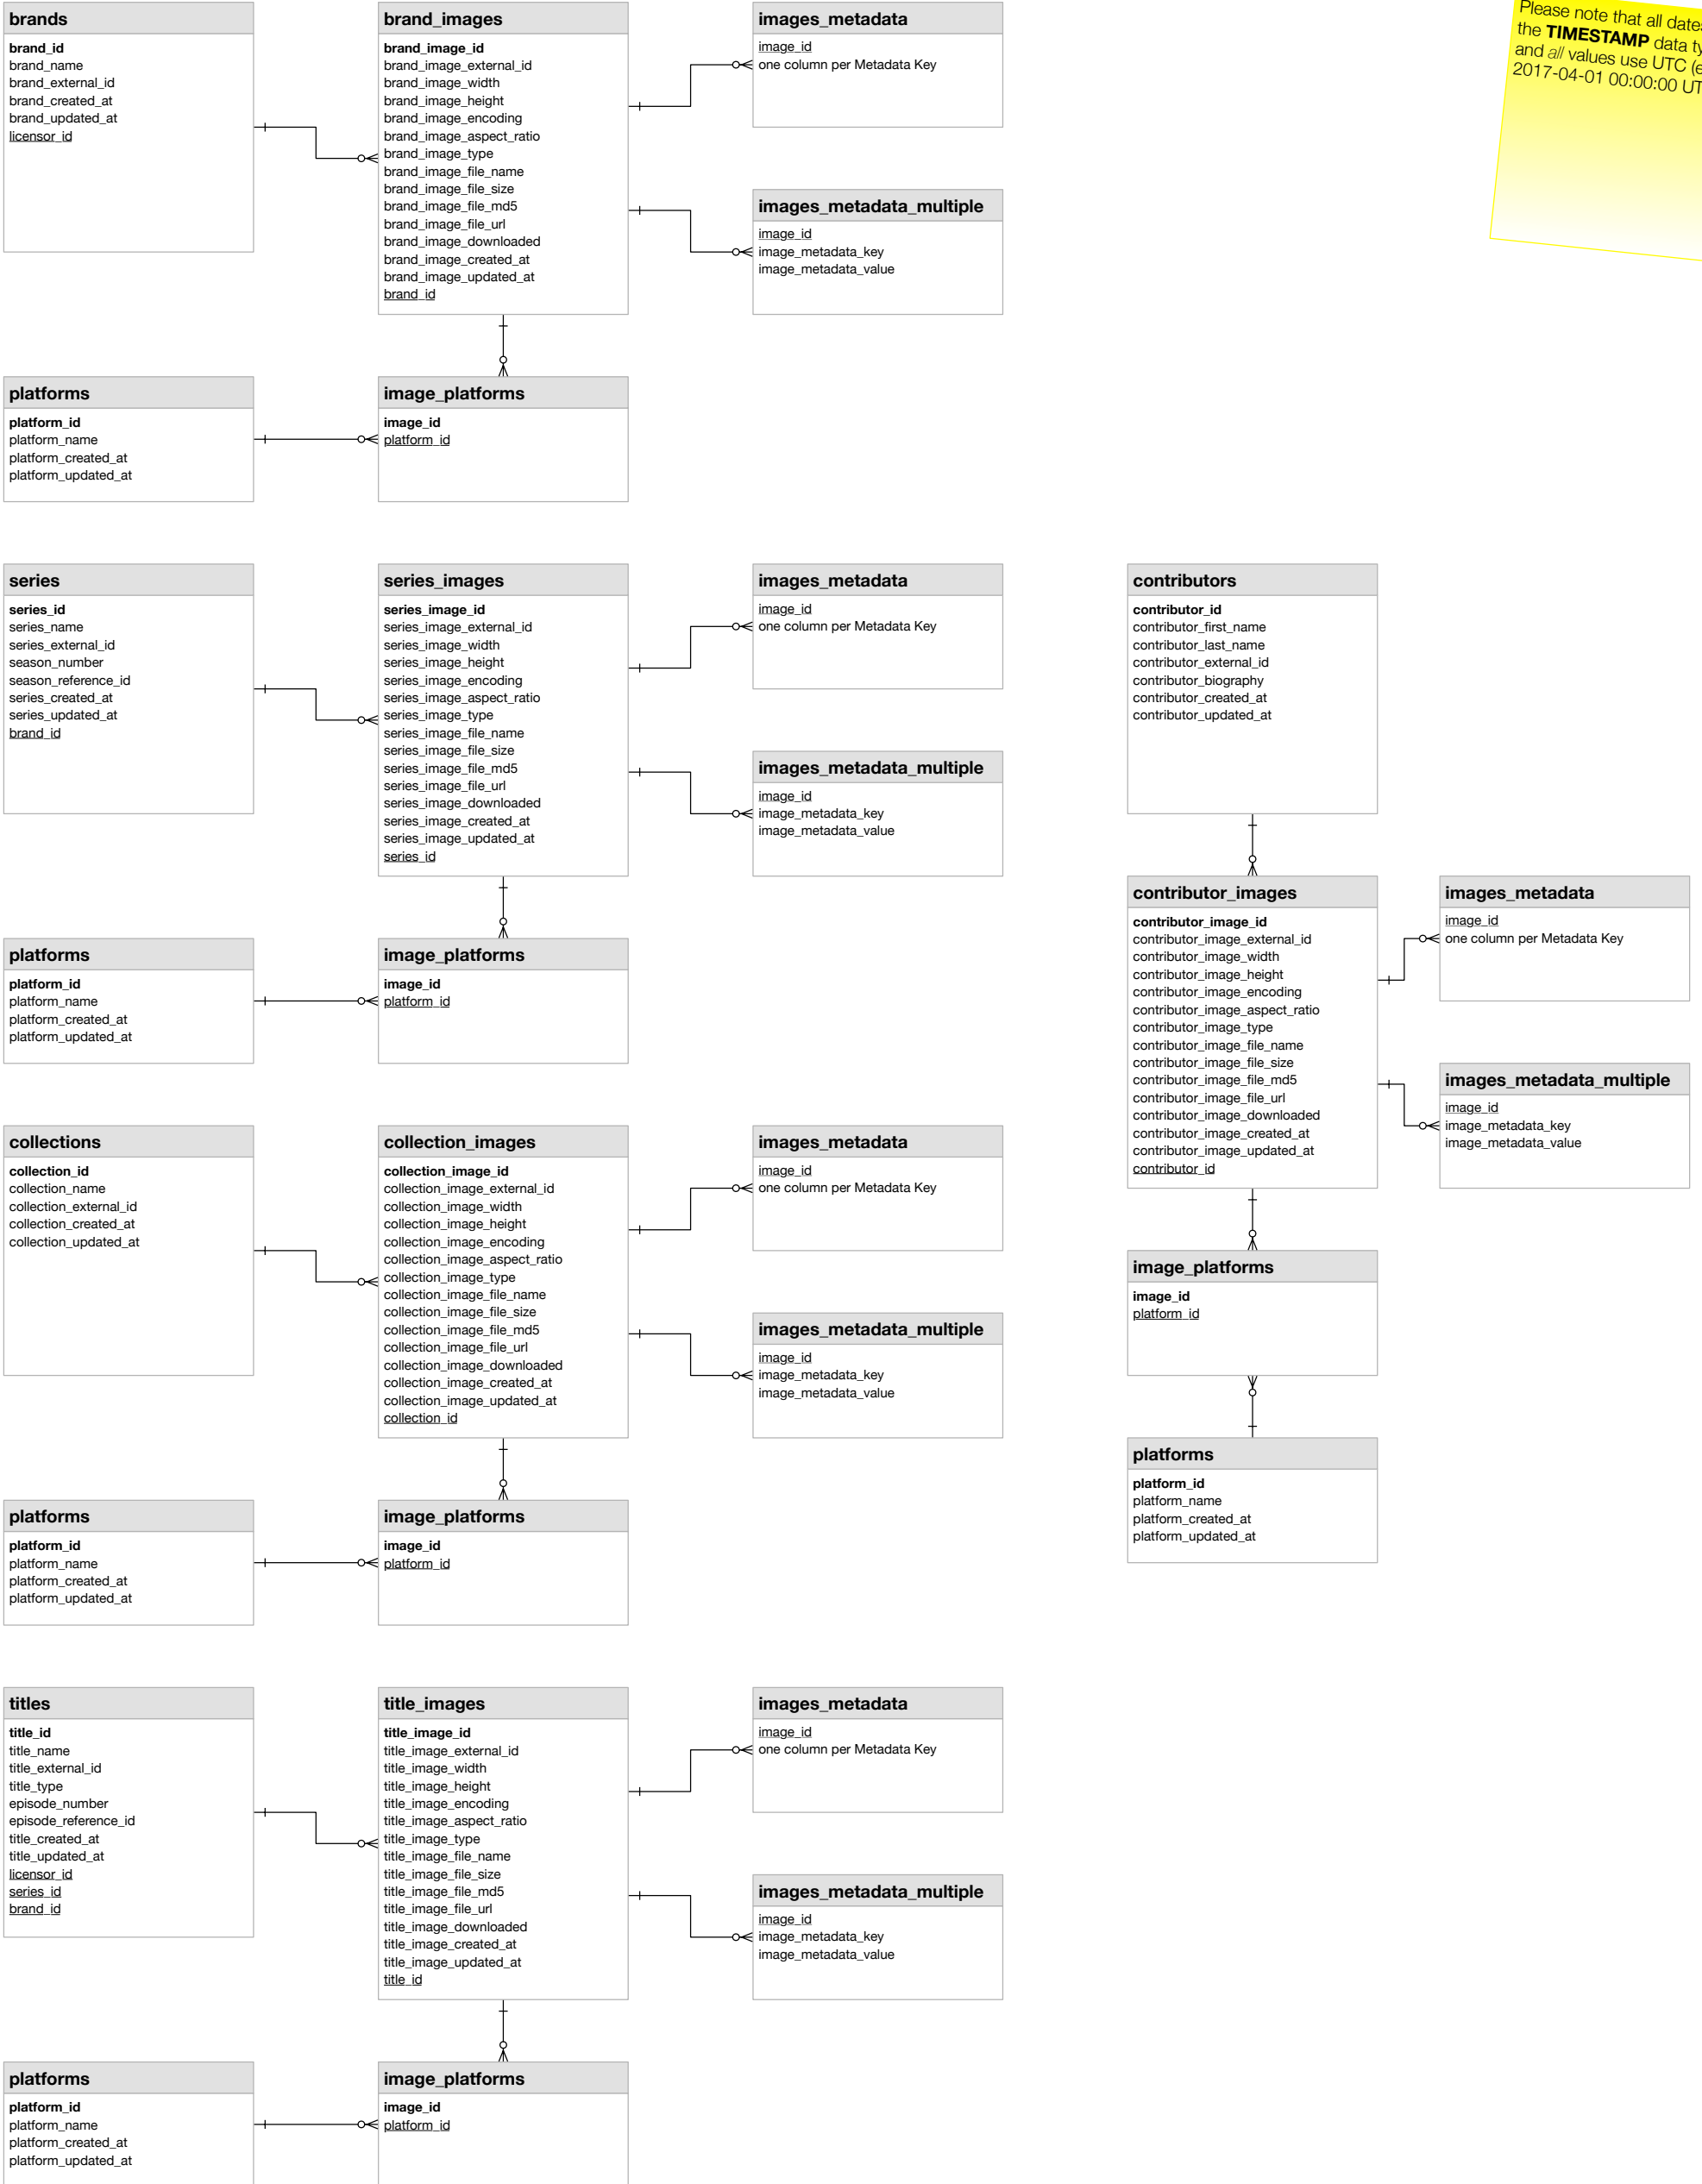 brands
brand_id
brand_name
brand_external_id
brand_created_at
brand_updated_at
licensor_id
brand_images
brand_image_id
brand_image_external_id
brand_image_width
brand_image_height
brand_image_encoding
brand_image_aspect_ratio
brand_image_type
brand_image_file_name
brand_image_file_size
brand_image_file_md5
brand_image_file_url
brand_image_downloaded
brand_image_created_at
brand_image_updated_at
brand_id
images_metadata
image_id
one column per Metadata Key
images_metadata_multiple
image_id
image_metadata_key
image_metadata_value
Please note that all dates
the TIMESTAMP data ty
and all values use UTC (e
2017-04-01 00:00:00 UT
platforms
platform_id
platform_name
platform_created_at
platform_updated_at
image_platforms
image_id
platform_id
series
series_id
series_name
series_external_id
season_number
season_reference_id
series_created_at
series_updated_at
brand_id
series_images
series_image_id
series_image_external_id
series_image_width
series_image_height
series_image_encoding
series_image_aspect_ratio
series_image_type
series_image_file_name
series_image_file_size
series_image_file_md5
series_image_file_url
series_image_downloaded
series_image_created_at
series_image_updated_at
series_id
images_metadata
image_id
one column per Metadata Key
images_metadata_multiple
image_id
image_metadata_key
image_metadata_value
platforms
platform_id
platform_name
platform_created_at
platform_updated_at
image_platforms
image_id
platform_id
contributors
contributor_id
contributor_first_name
contributor_last_name
contributor_external_id
contributor_biography
contributor_created_at
contributor_updated_at
contributor_images
contributor_image_id
contributor_image_external_id
contributor_image_width
contributor_image_height
contributor_image_encoding
contributor_image_aspect_ratio
contributor_image_type
contributor_image_file_name
contributor_image_file_size
contributor_image_file_md5
contributor_image_file_url
contributor_image_downloaded
contributor_image_created_at
contributor_image_updated_at
contributor_id
images_metadata
image_id
one column per Metadata Key
images_metadata_multiple
image_id
image_metadata_key
image_metadata_value
image_platforms
image_id
platform_id
platforms
platform_id
platform_name
platform_created_at
platform_updated_at
collections
collection_id
collection_name
collection_external_id
collection_created_at
collection_updated_at
collection_images
collection_image_id
collection_image_external_id
collection_image_width
collection_image_height
collection_image_encoding
collection_image_aspect_ratio
collection_image_type
collection_image_file_name
collection_image_file_size
collection_image_file_md5
collection_image_file_url
collection_image_downloaded
collection_image_created_at
collection_image_updated_at
collection_id
images_metadata
image_id
one column per Metadata Key
images_metadata_multiple
image_id
image_metadata_key
image_metadata_value
platforms
platform_id
platform_name
platform_created_at
platform_updated_at
image_platforms
image_id
platform_id
titles
title_id
title_name
title_external_id
title_type
episode_number
episode_reference_id
title_created_at
title_updated_at
licensor_id
series_id
brand_id
title_images
title_image_id
title_image_external_id
title_image_width
title_image_height
title_image_encoding
title_image_aspect_ratio
title_image_type
title_image_file_name
title_image_file_size
title_image_file_md5
title_image_file_url
title_image_downloaded
title_image_created_at
title_image_updated_at
title_id
images_metadata
image_id
one column per Metadata Key
images_metadata_multiple
image_id
image_metadata_key
image_metadata_value
platforms
platform_id
platform_name
platform_created_at
platform_updated_at
image_platforms
image_id
platform_id